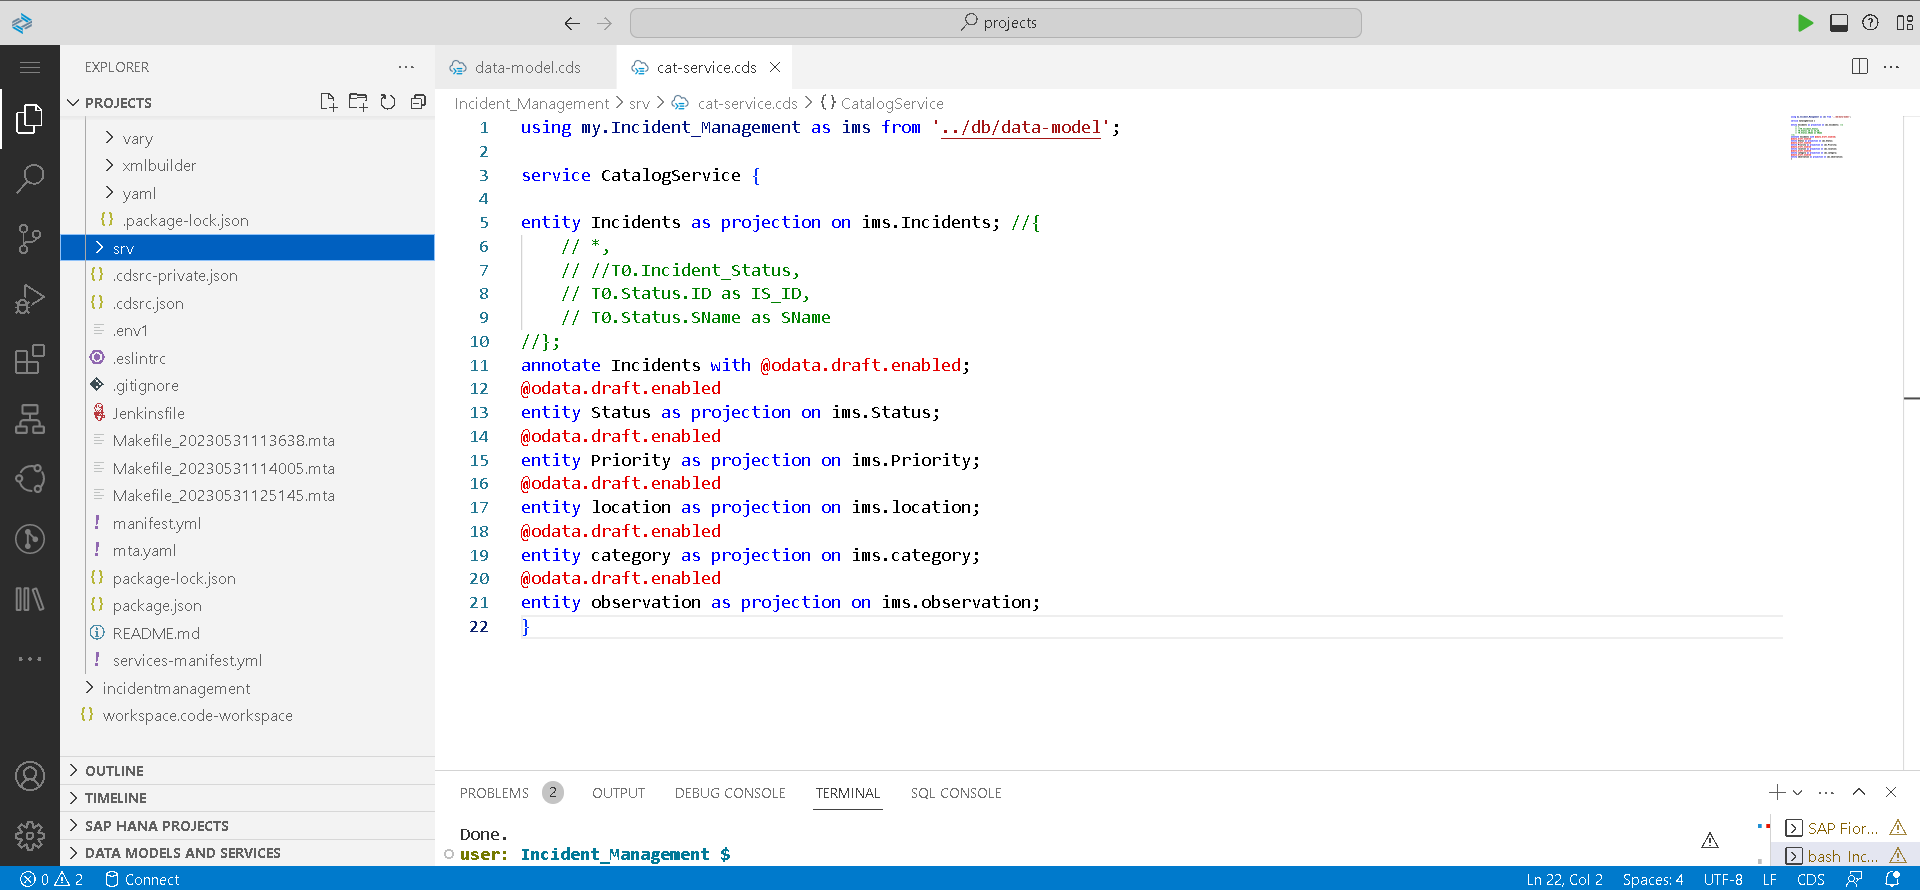 projects
EXPLORER
PROJECTS
vary
xmlbuilder
yaml
{} .package-lock.json
srv
{} .cdsrc-private.json
{} .cdsrc.json
.env1
.eslintrc
.gitignore
Jenkinsfile
Makefile_20230531113638.mta
Makefile_20230531114005.mta
Makefile_20230531125145.mta
! manifest.yml
! mta.yaml
{} package-lock.json
{} package.json
README.md
! services-manifest.yml
incidentmanagement
{} workspace.code-workspace
OUTLINE
TIMELINE
SAP HANA PROJECTS
DATA MODELS AND SERVICES
data-model.cds
cat-service.cds
Incident_Management > srv > cat-service.cds > {} CatalogService
1 using my.Incident_Management as ims from '../db/data-model';
2
3 service CatalogService {
4
5 entity Incidents as projection on ims.Incidents; //{
6 // *,
7 // //T0.Incident_Status,
8 // T0.Status.ID as IS_ID,
9 // T0.Status.SName as SName
10 //};
11 annotate Incidents with @odata.draft.enabled;
12 @odata.draft.enabled
13 entity Status as projection on ims.Status;
14 @odata.draft.enabled
15 entity Priority as projection on ims.Priority;
16 @odata.draft.enabled
17 entity location as projection on ims.location;
18 @odata.draft.enabled
19 entity category as projection on ims.category;
20 @odata.draft.enabled
21 entity observation as projection on ims.observation;
22 }
PROBLEMS 2 OUTPUT DEBUG CONSOLE TERMINAL SQL CONSOLE
Done.
user: Incident_Management $
SAP Fior...
bash Inc...
0 2 Connect
Ln 22, Col 2 Spaces: 4 UTF-8 LF CDS